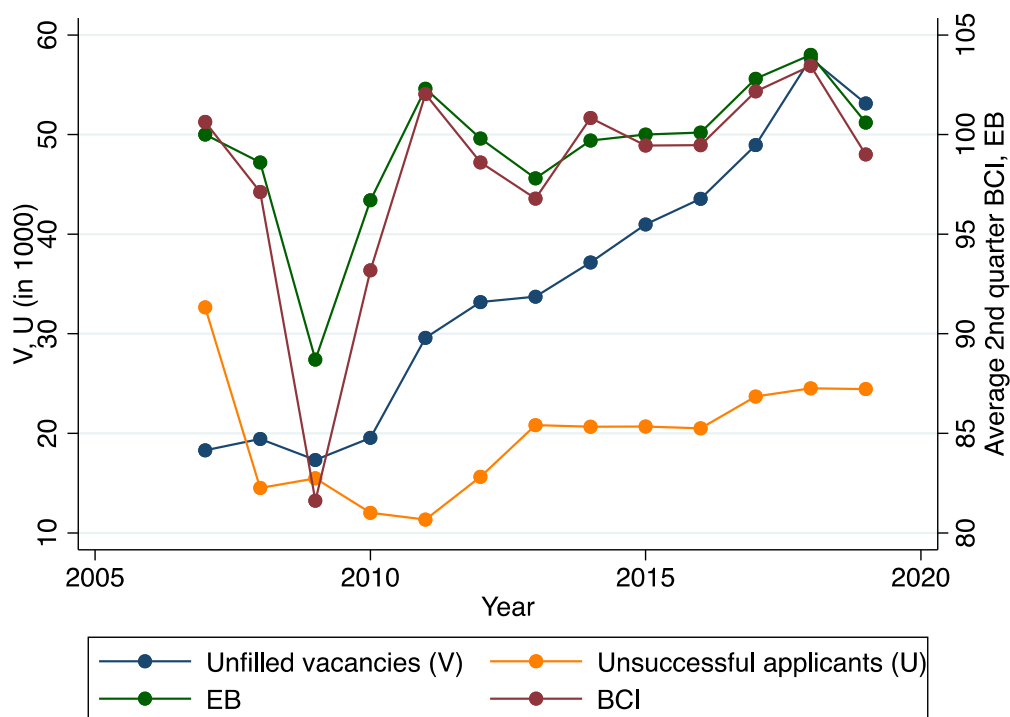 60
50
40
30
20
10
V, U (in 1000)
105
100
95
90
85
80
Average 2nd quarter BCI, EB
2005
2010
2015
2020
Year
Unfilled vacancies (V)
Unsuccessful applicants (U)
EB
BCI